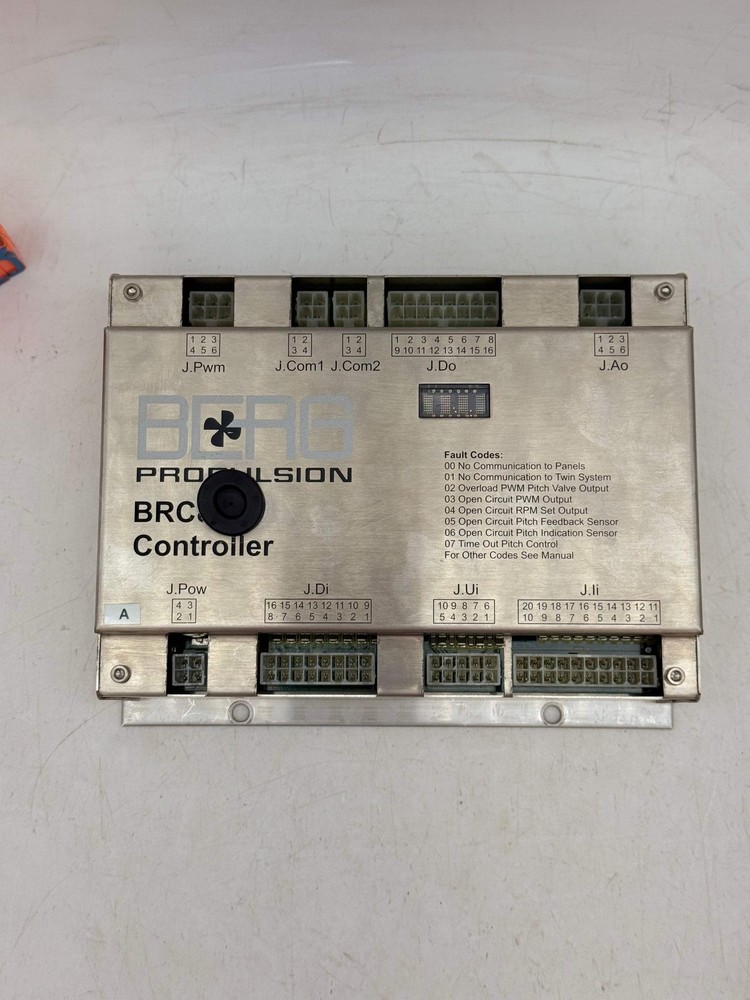 1 2 3
4 5 6
J.Pwm
1 2
3 4
J.Com1
1 2
3 4
J.Com2
1 2 3 4 5 6 7 8
9 10 11 12 13 14 15 16
J.Do
1 2 3
4 5 6
J.Ao
BERG
PROPULSION
Controller
Fault Codes:
00 No Communication to Panels
01 No Communication to Twin System
02 Overload PWM Pitch Valve Output
03 Open Circuit PWM Output
04 Open Circuit RPM Set Output
05 Open Circuit Pitch Feedback Sensor
06 Open Circuit Pitch Indication Sensor
07 Time Out Pitch Control
For Other Codes See Manual
A
J.Pow
4 3
2 1
J.Di
16 15 14 13 12 11 10 9
8 7 6 5 4 3 2 1
J.Ui
10 9 8 7 6
5 4 3 2 1
J.Ii
20 19 18 17 16 15 14 13 12 11
10 9 8 7 6 5 4 3 2 1